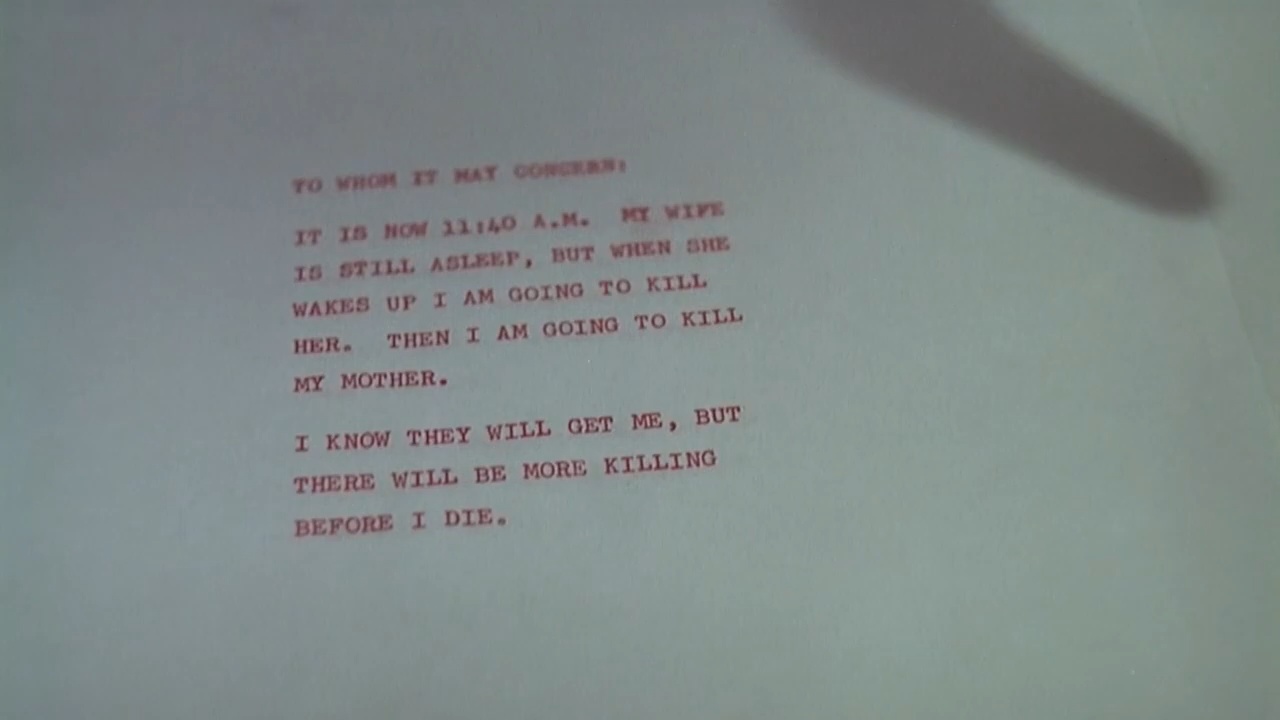 TO WHOM IT MAY CONCERN:
IT IS NOW 11:40 A.M. MY WIFE
IS STILL ASLEEP, BUT WHEN SHE
WAKES UP I AM GOING TO KILL
HER. THEN I AM GOING TO KILL
MY MOTHER.
I KNOW THEY WILL GET ME, BUT
THERE WILL BE MORE KILLING
BEFORE I DIE.